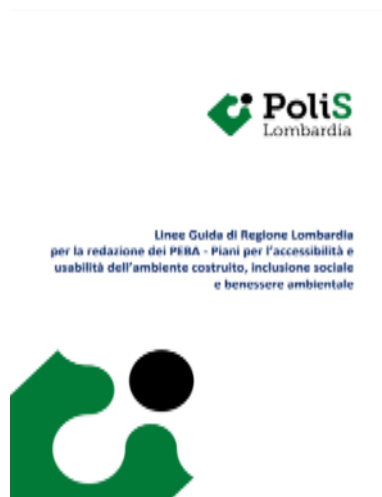 PoliS
Lombardia
Linee Guida di Regione Lombardia
per la redazione dei PEBA - Piani per l'accessibilità e
usabilità dell'ambiente costruito, inclusione sociale
e benessere ambientale